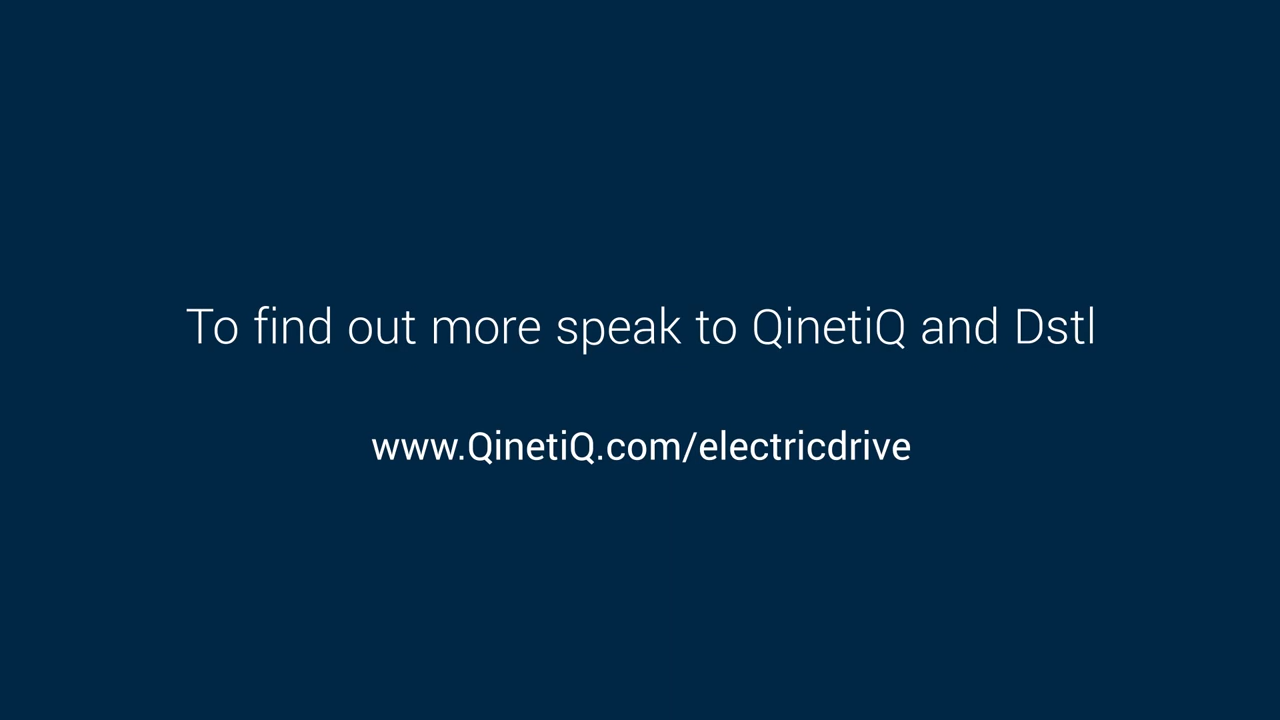 To find out more speak to QinetiQ and Dstl
www.QinetiQ.com/electricdrive